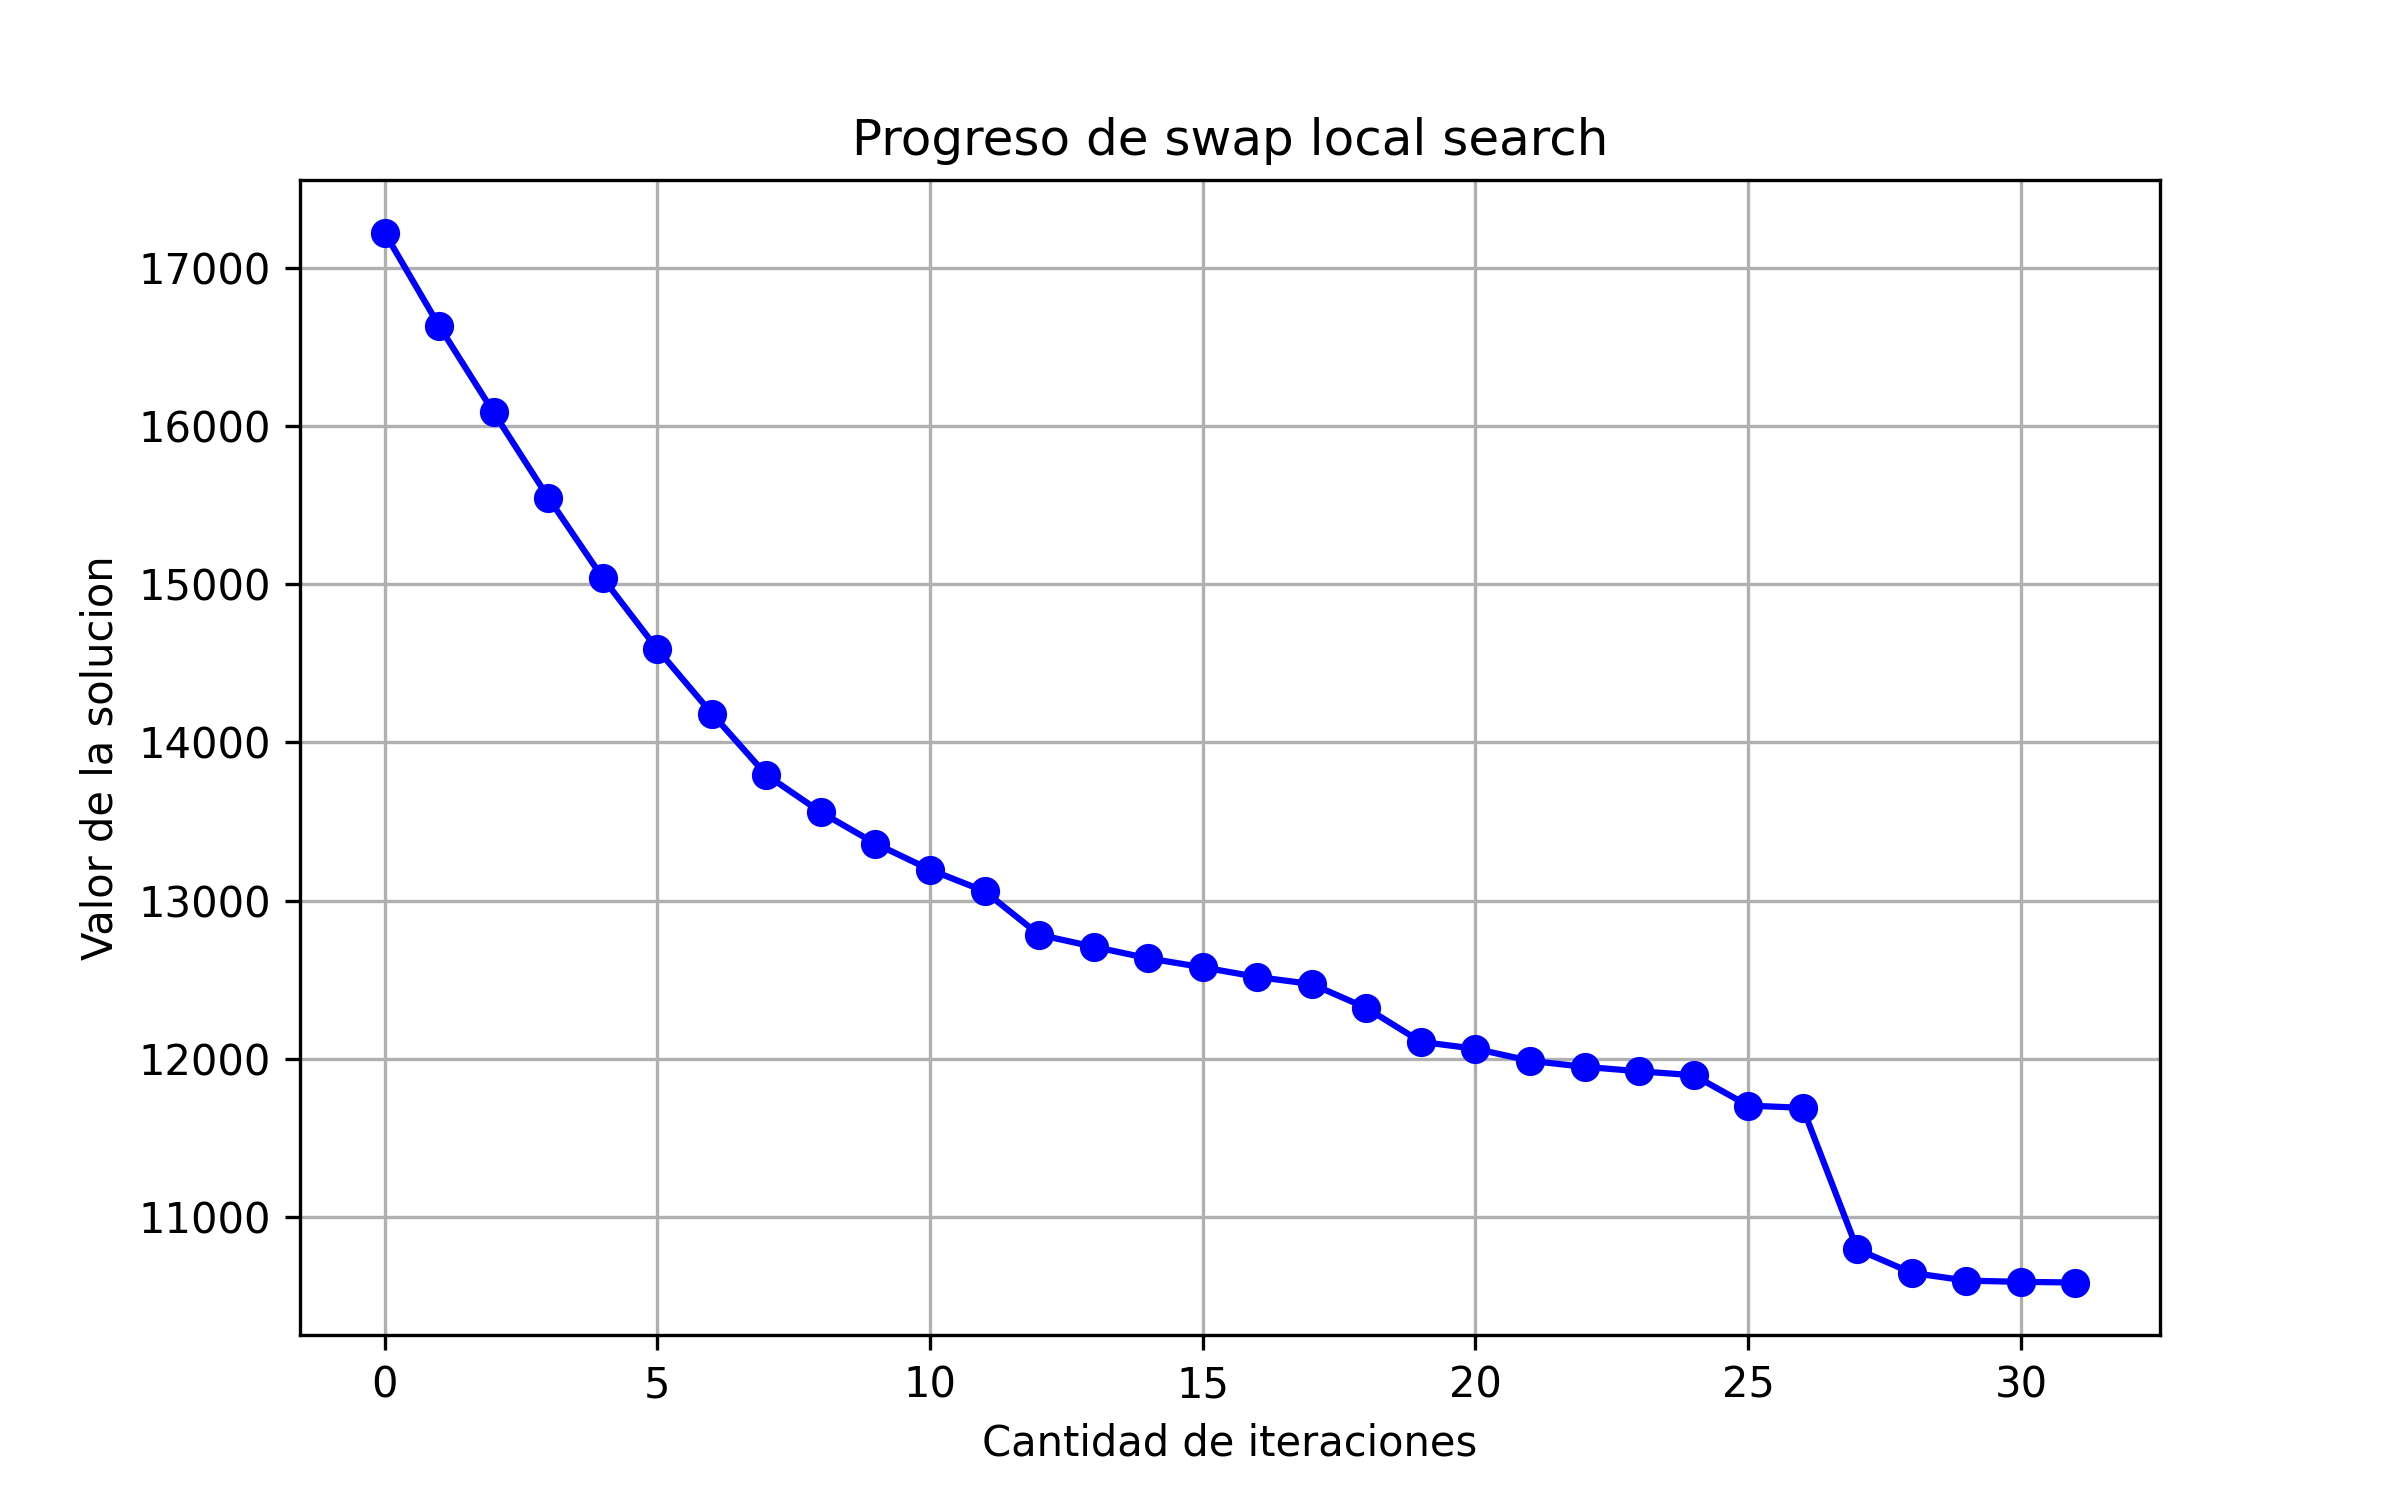 Progreso de swap local search
Valor de la solucion
17000
16000
15000
14000
13000
12000
11000
0 5 10 15 20 25 30
Cantidad de iteraciones